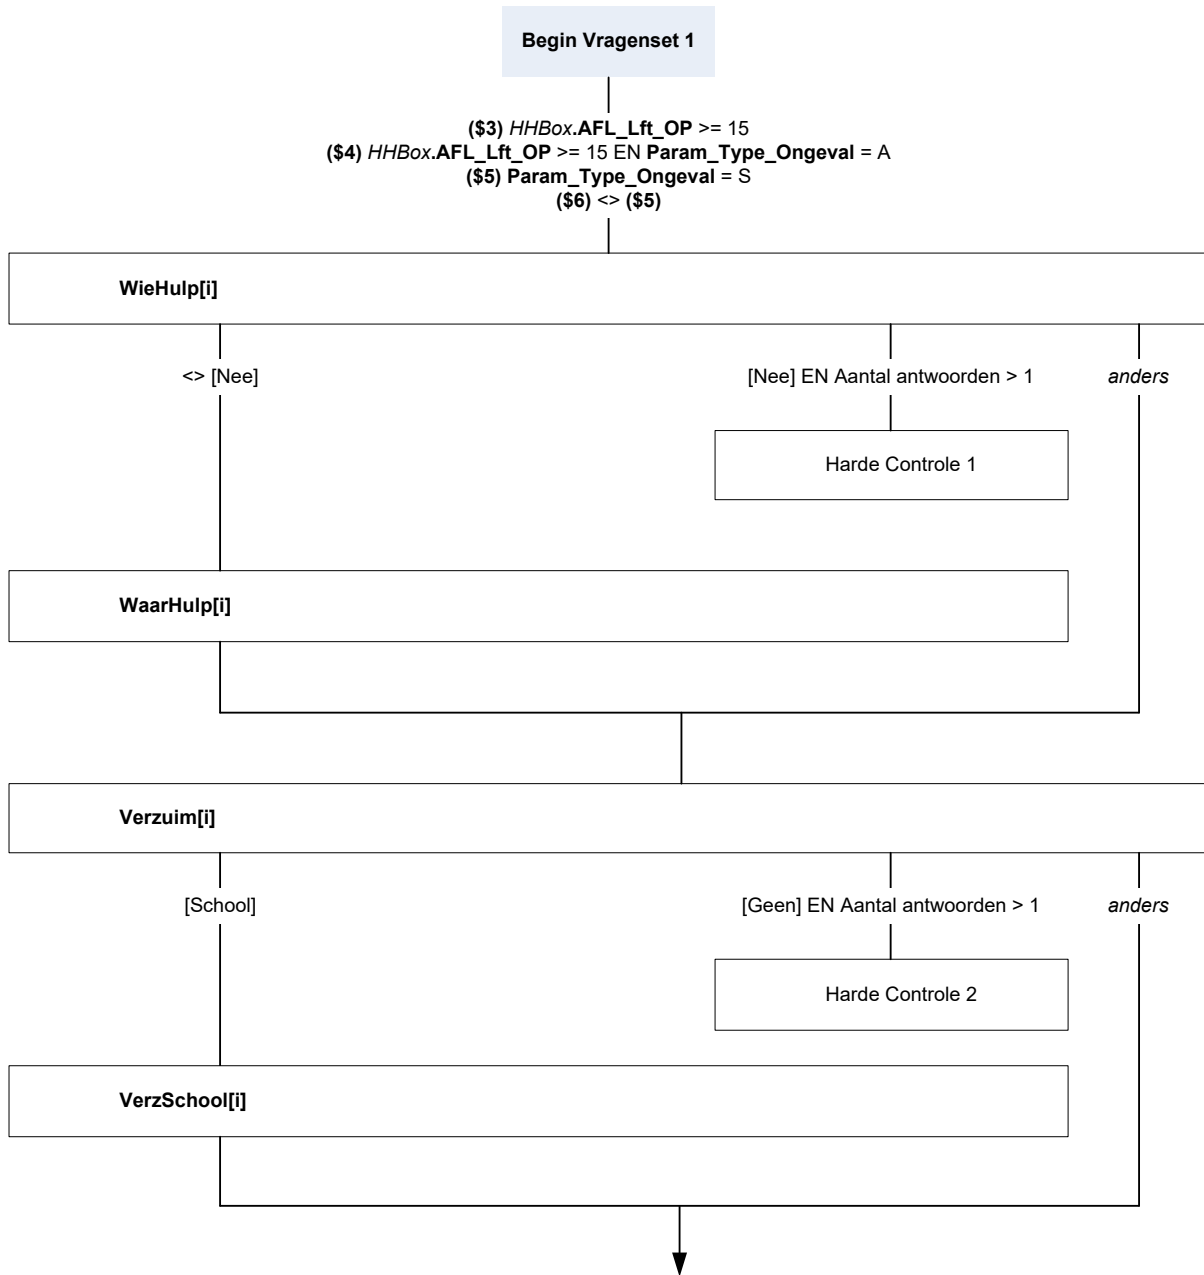 Begin Vragenset 1
($3) HHBox.AFL_Lft_OP >= 15
($4) HHBox.AFL_Lft_OP >= 15 EN Param_Type_Ongeval = A
($5) Param_Type_Ongeval = S
($6) <> ($5)
WieHulp[i]
<> [Nee]
[Nee] EN Aantal antwoorden > 1
anders
Harde Controle 1
WaarHulp[i]
Verzuim[i]
[School]
[Geen] EN Aantal antwoorden > 1
anders
Harde Controle 2
VerzSchool[i]